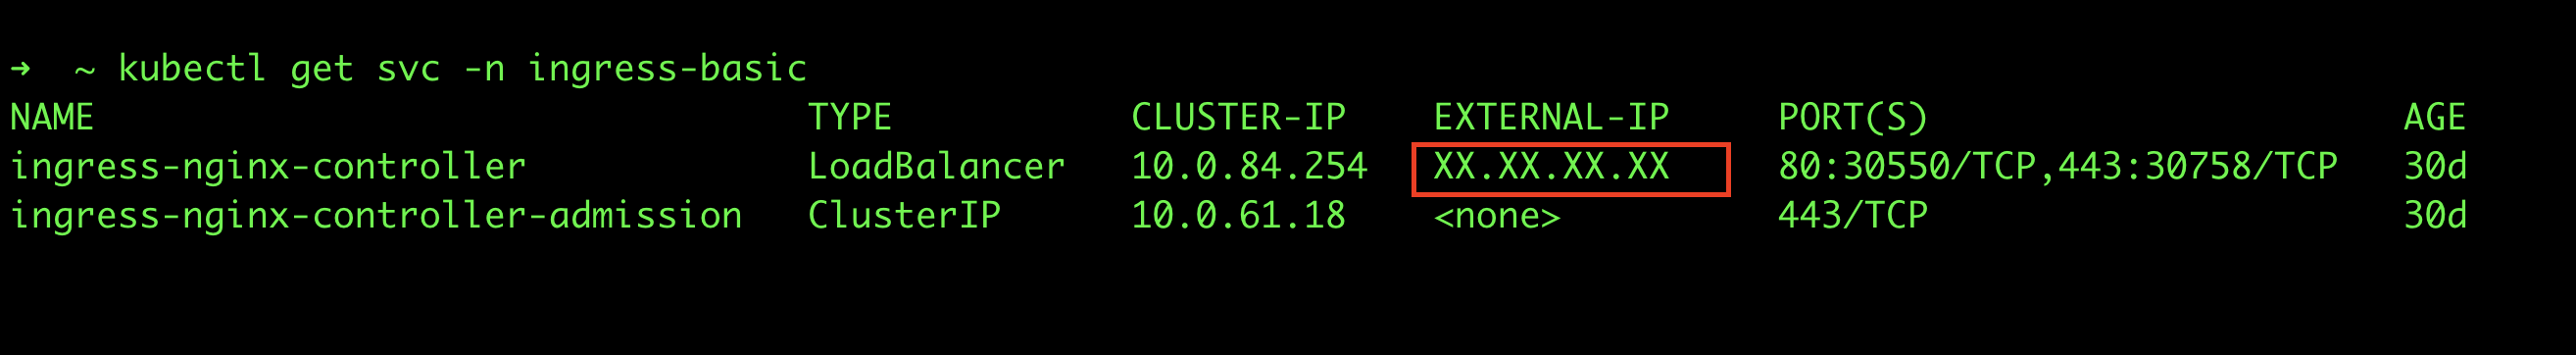 → ~ kubectl get svc -n ingress-basic
NAME TYPE CLUSTER-IP EXTERNAL-IP PORT(S) AGE
ingress-nginx-controller LoadBalancer 10.0.84.254 XX.XX.XX.XX 80:30550/TCP,443:30758/TCP 30d
ingress-nginx-controller-admission ClusterIP 10.0.61.18 <none> 443/TCP 30d